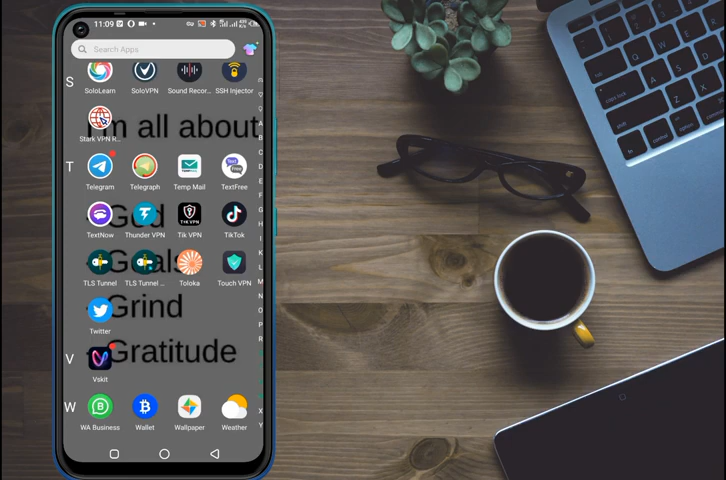 11:09
Search Apps
S
SoloLearn SoloVPN Sound Recor... SSH Injector
Stark VPN R...
I'm all about
T
Telegram Telegraph Temp Mail TextFree
God
TextNow Thunder VPN Tik VPN TikTok
Goals
TLS Tunnel TLS Tunnel ... Toloka Touch VPN
Grind
Twitter
Gratitude
V
Vskit
W
WA Business Wallet Wallpaper Weather
A
B
C
D
E
F
G
H
I
K
L
M
N
O
P
R
X
Y